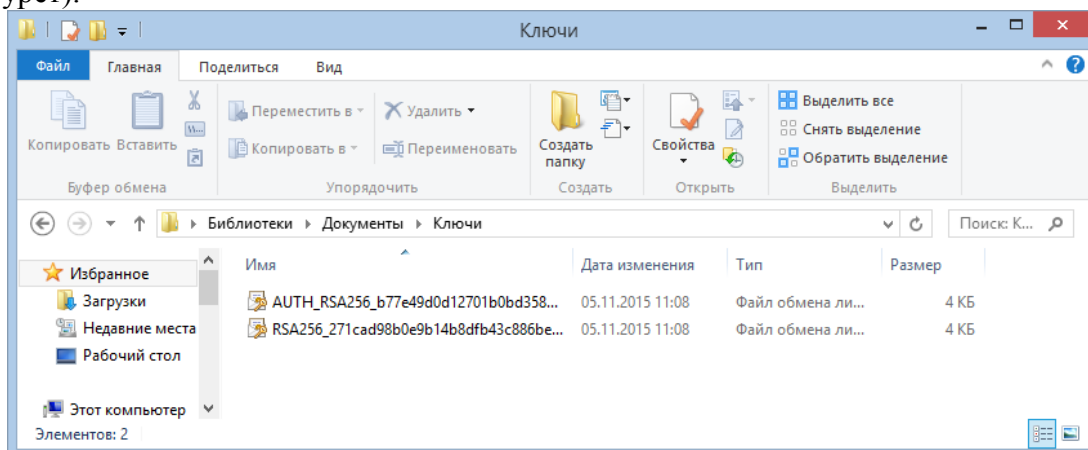 урет).
Ключи
Файл Главная Поделиться Вид
Копировать Вставить
Переместить в
Копировать в
Удалить
Переименовать
Создать папку
Свойства
Выделить все
Снять выделение
Обратить выделение
Буфер обмена Упорядочить Создать Открыть Выделить
Библиотеки Документы Ключи Поиск: К...
Избранное
Загрузки
Недавние места
Рабочий стол
Этот компьютер
Имя Дата изменения Тип Размер
AUTH_RSA256_b77e49d0d12701b0bd358... 05.11.2015 11:08 Файл обмена ли... 4 КБ
RSA256_271cad98b0e9b14b8dfb43c886be... 05.11.2015 11:08 Файл обмена ли... 4 КБ
Элементов: 2